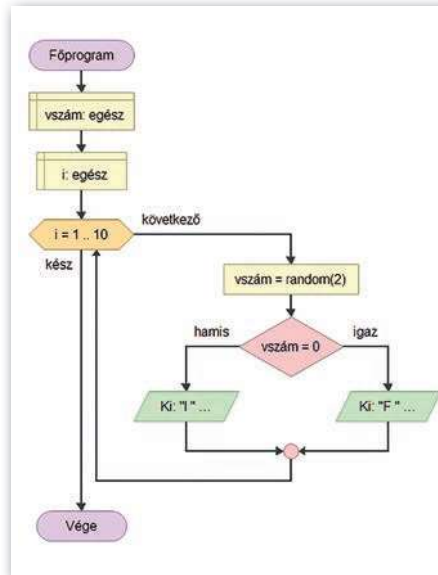 Főprogram
vszám: egész
i: egész
i = 1 .. 10
következő
kész
vszám = random(2)
hamis
igaz
vszám = 0
Ki: "I " ...
Ki: "F " ...
Vége